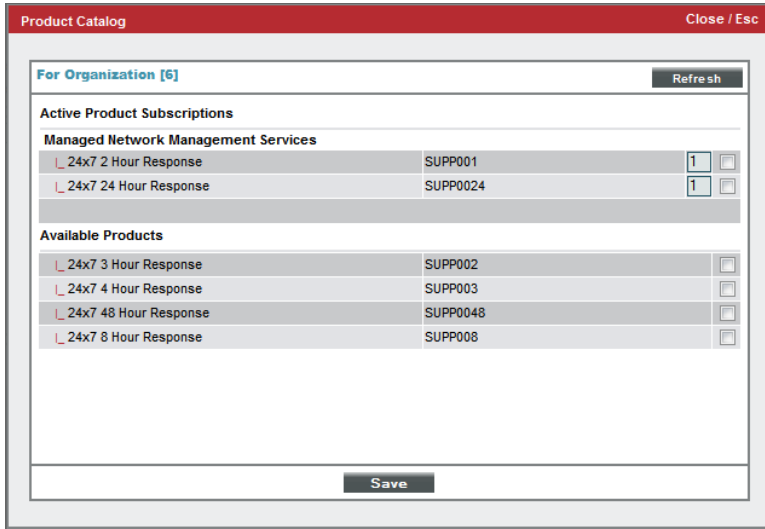 Product Catalog Close / Esc
For Organization [6] Refresh
Active Product Subscriptions
Managed Network Management Services
|_ 24x7 2 Hour Response SUPP001 1
|_ 24x7 24 Hour Response SUPP0024 1
Available Products
|_ 24x7 3 Hour Response SUPP002
|_ 24x7 4 Hour Response SUPP003
|_ 24x7 48 Hour Response SUPP0048
|_ 24x7 8 Hour Response SUPP008
Save